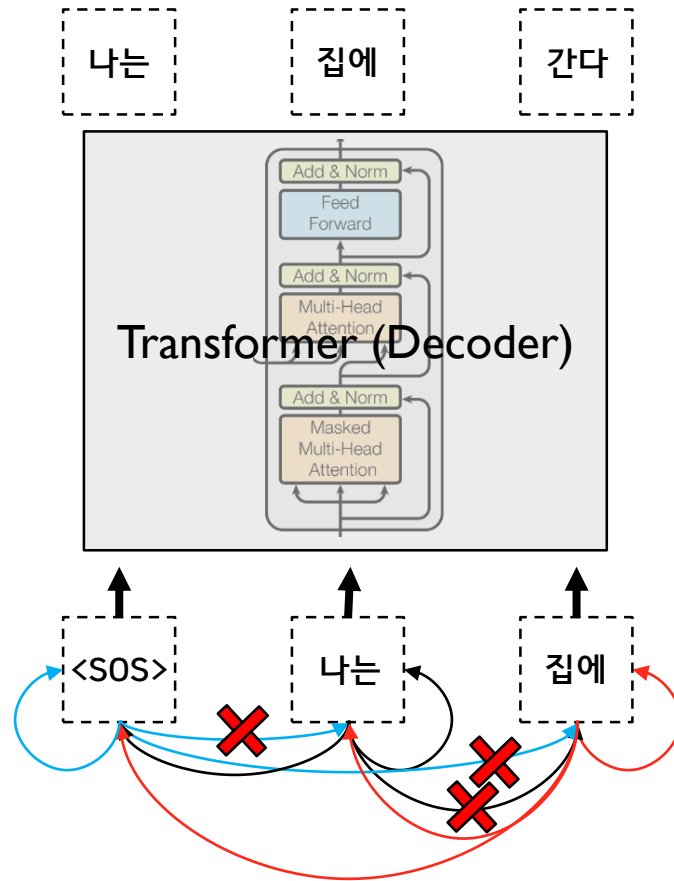 나는
집에
간다
Add & Norm
Feed
Forward
Add & Norm
Multi-Head
Attention
Transformer (Decoder)
Add & Norm
Masked
Multi-Head
Attention
<SOS>
나는
집에